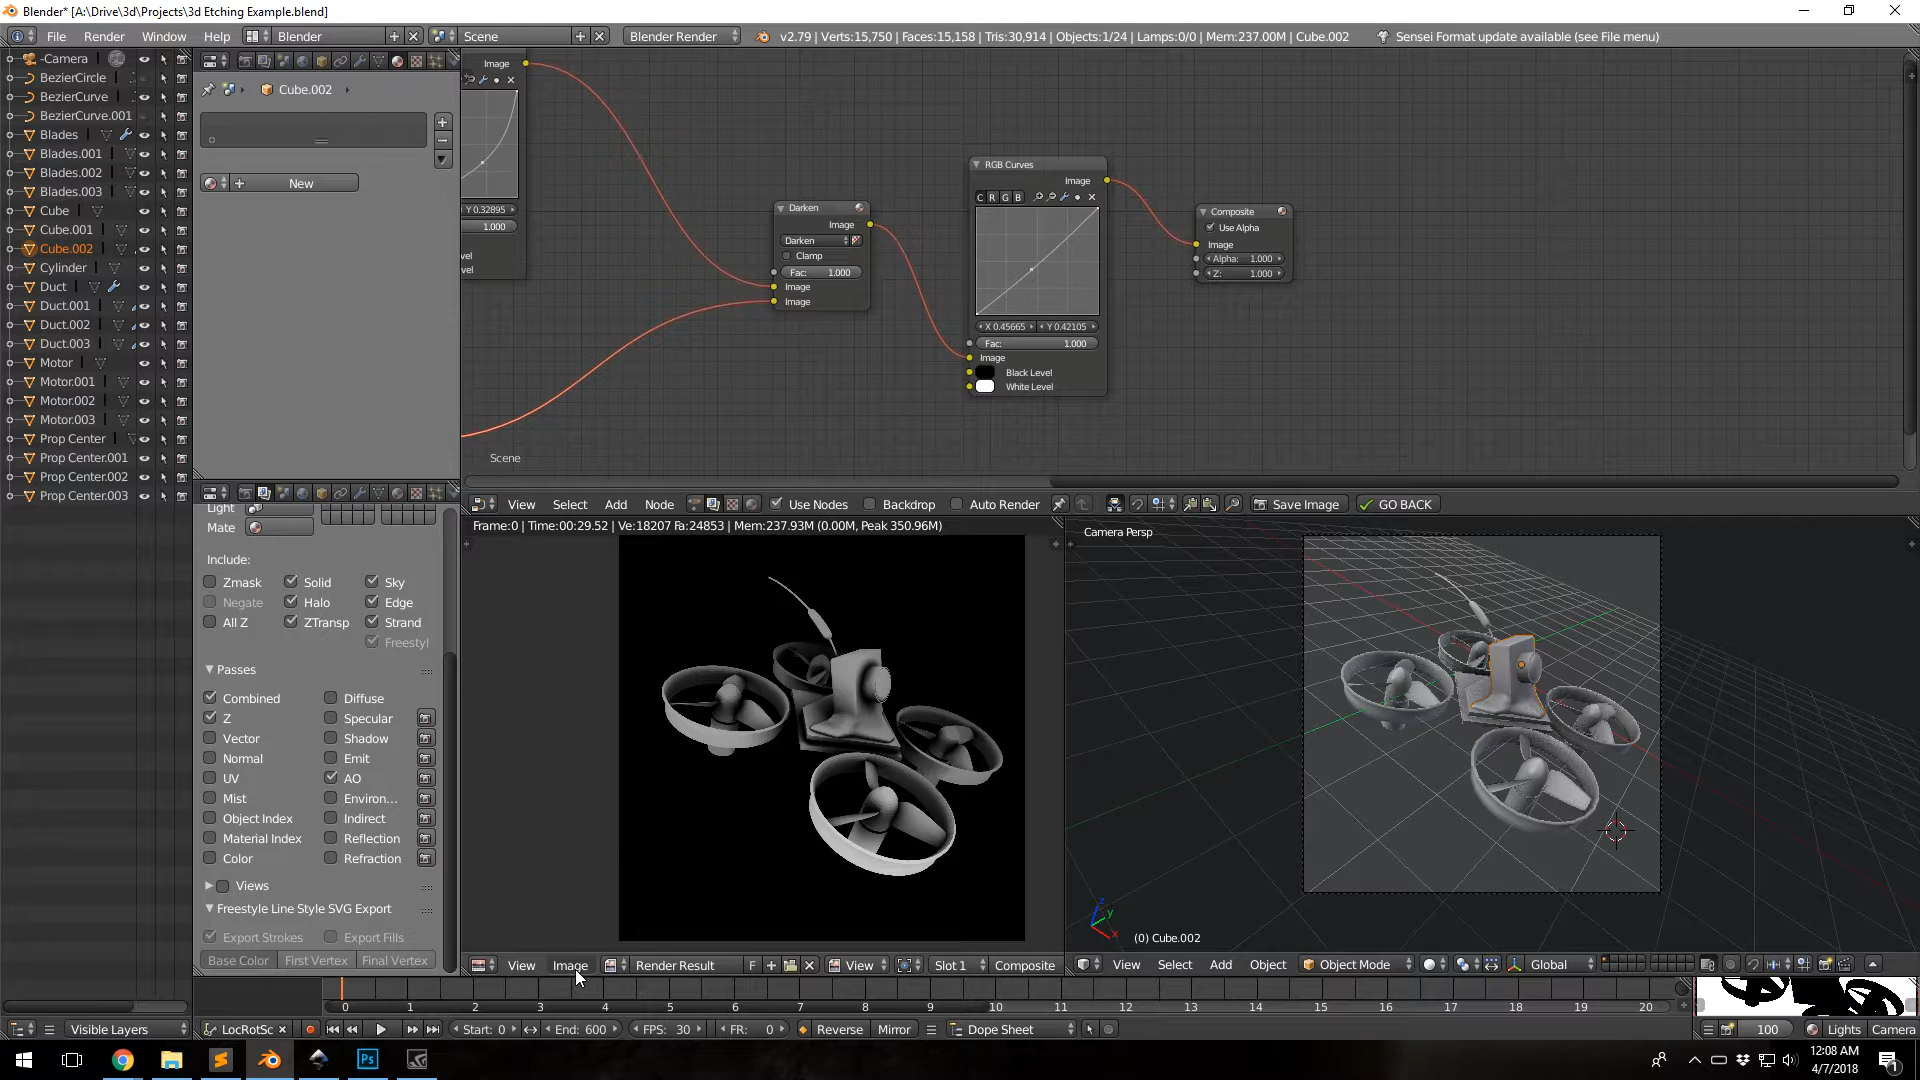 Blender* [A:\Drive\3d\Projects\3d Etching Example.blend]
File Render Window Help Blender Scene Blender Render v2.79 | Verts:15,750 | Faces:15,158 | Tris:30,914 | Objects:1/24 | Lamps:0/0 | Mem:237.00M | Cube.002 Sensei Format update available (see File menu)
-Camera
BezierCircle
BezierCurve
BezierCurve.001
Blades
Blades.001
Blades.002
Blades.003
Cube
Cube.001
Cube.002
Cylinder
Duct
Duct.001
Duct.002
Duct.003
Motor
Motor.001
Motor.002
Motor.003
Prop Center
Prop Center.001
Prop Center.002
Prop Center.003
Cube.002
New
Image
Y 0.32895
1.000
vel
vel
Darken
Image
Darken
Clamp
Fac: 1.000
Image
Image
RGB Curves
Image
C R G B
X 0.45665 Y 0.42105
Fac: 1.000
Image
Black Level
White Level
Composite
Use Alpha
Image
Alpha: 1.000
Z: 1.000
Scene
View Select Add Node Use Nodes Backdrop Auto Render Save Image GO BACK
Light
Mate
Include:
Zmask Solid Sky
Negate Halo Edge
All Z ZTransp Strand
Freestyl
Passes
Combined Diffuse
Z Specular
Vector Shadow
Normal Emit
UV AO
Mist Environ...
Object Index Indirect
Material Index Reflection
Color Refraction
Views
Freestyle Line Style SVG Export
Export Strokes Export Fills
Base Color First Vertex Final Vertex
Frame:0 | Time:00:29.52 | Ve:18207 Fa:24853 | Mem:237.93M (0.00M, Peak 350.96M)
View Image Render Result F View Slot 1 Composite
Camera Persp
z
y
x
(0) Cube.002
View Select Add Object Object Mode Global
0 1 2 3 4 5 6 7 8 9 10 11 12 13 14 15 16 17 18 19 20
Visible Layers LocRotSc Start: 0 End: 600 FPS: 30 FR: 0 Reverse Mirror Dope Sheet 100 Lights Camera
Ps
12:08 AM
4/7/2018
1